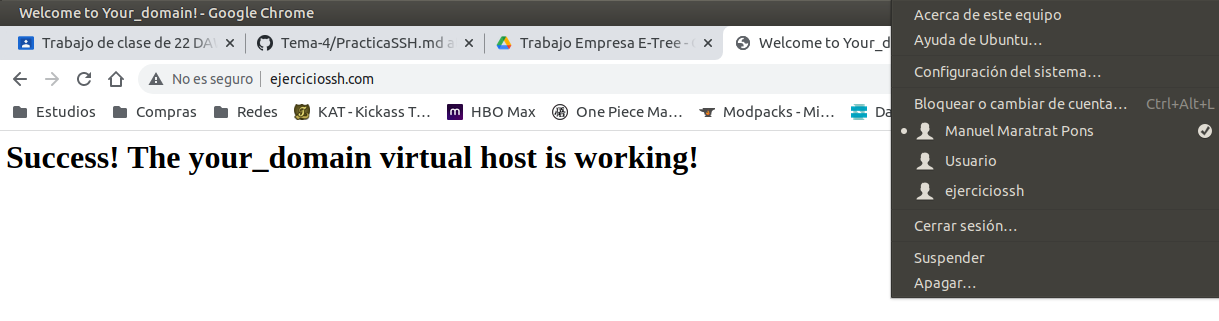 Welcome to Your_domain! - Google Chrome
Trabajo de clase de 22 DA
Tema-4/PracticaSSH.md a
Trabajo Empresa E-Tree -
Welcome to Your_d
No es seguro
ejerciciossh.com
Estudios
Compras
Redes
KAT - Kickass T…
HBO Max
One Piece Ma…
Modpacks - Mi…
Da
Success! The your_domain virtual host is working!
Acerca de este equipo
Ayuda de Ubuntu…
Configuración del sistema…
Bloquear o cambiar de cuenta… Ctrl+Alt+L
Manuel Maratrat Pons
Usuario
ejerciciossh
Cerrar sesión…
Suspender
Apagar…